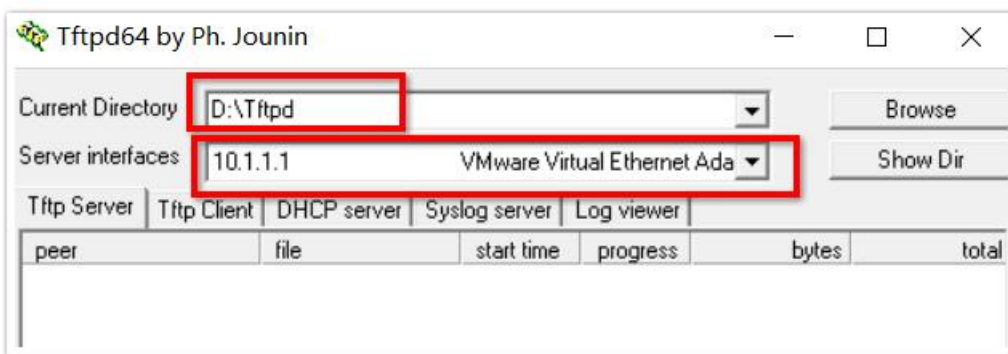 Tftpd64 by Ph. Jounin
Current Directory D:\Tftpd Browse
Server interfaces 10.1.1.1 VMware Virtual Ethernet Ada Show Dir
Tftp Server Tftp Client DHCP server Syslog server Log viewer
peer file start time progress bytes total